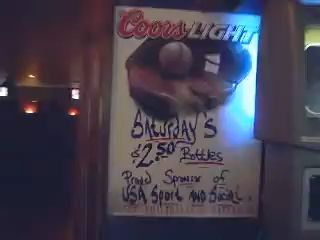 Coors LIGHT
SATURDAY'S
$2.50 Bottles
Proud Sponsor of
USA Sport AND Social.